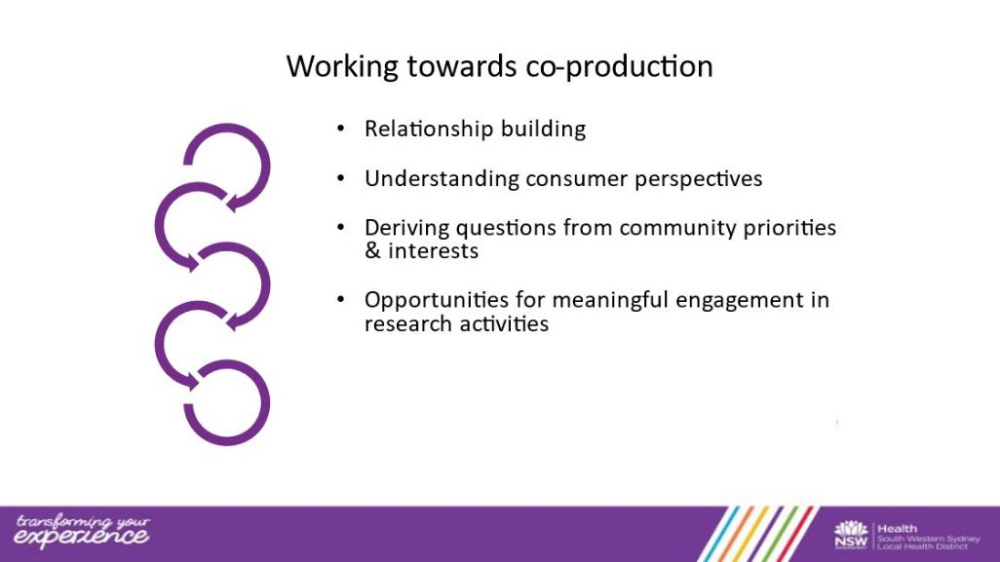 Working towards co-production
• Relationship building
• Understanding consumer perspectives
• Deriving questions from community priorities
& interests
• Opportunities for meaningful engagement in
research activities
transforming your
experience
NSW
GOVERNMENT
Health
South Western Sydney
Local Health District